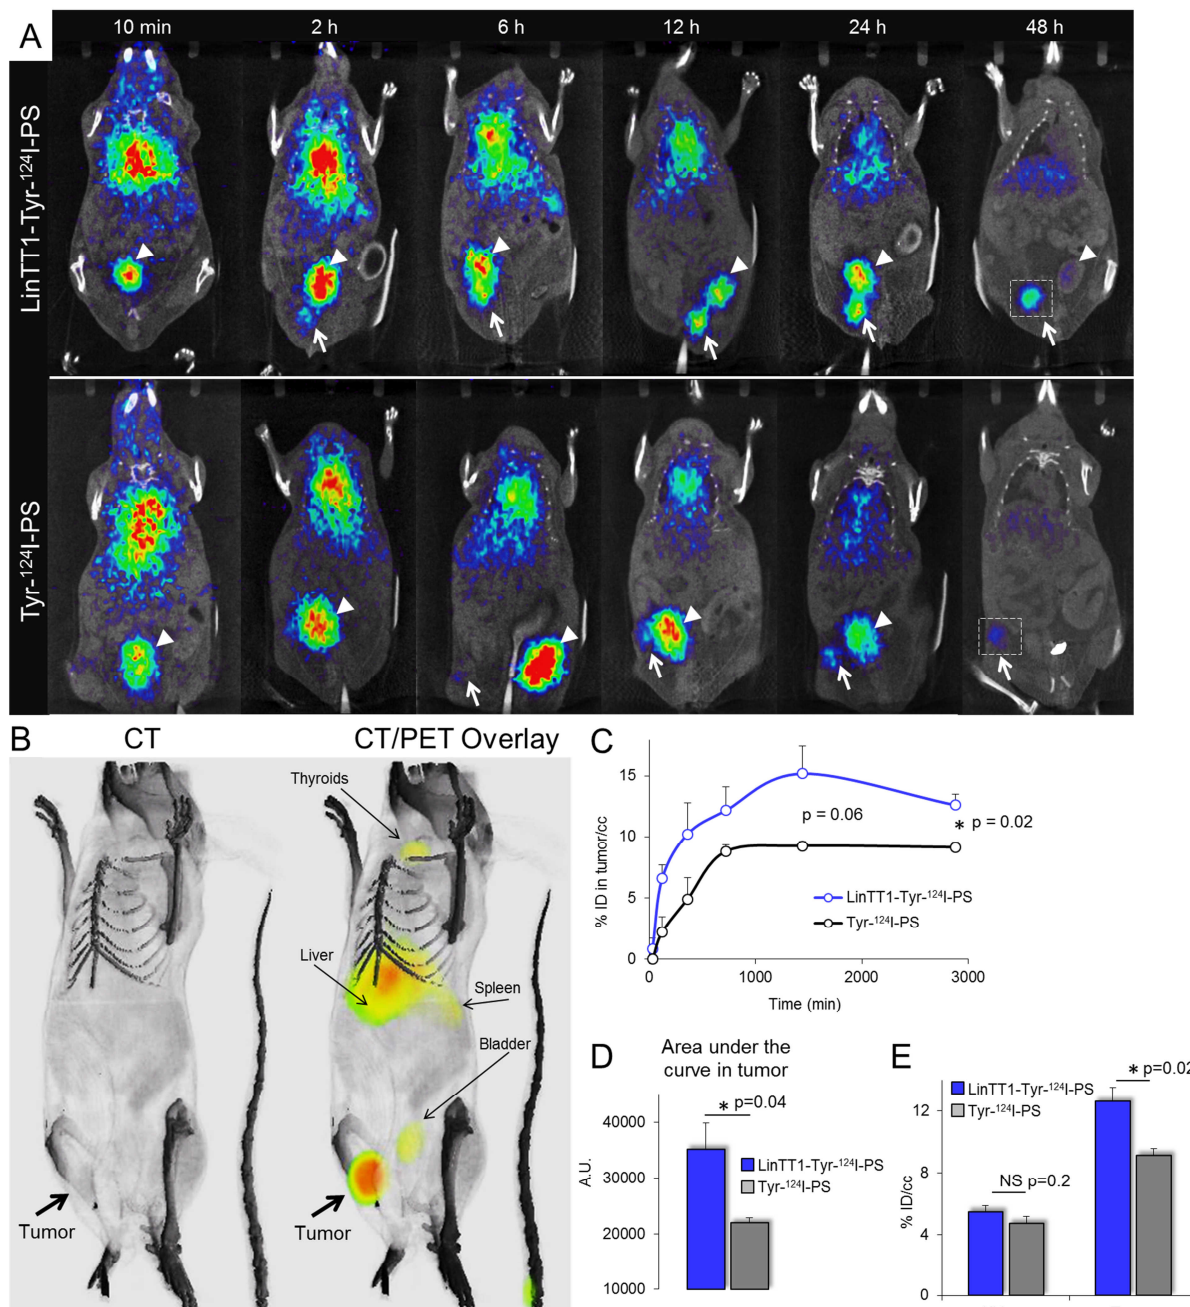 A
10 min
2 h
6 h
12 h
24 h
48 h
LinTT1-Tyr-¹²⁴I-PS
Tyr-¹²⁴I-PS
B
CT
CT/PET Overlay
Thyroids
Liver
Spleen
Bladder
Tumor
Tumor
C
% ID in tumor/cc
15
10
5
0
p = 0.06
* p = 0.02
LinTT1-Tyr-¹²⁴I-PS
Tyr-¹²⁴I-PS
0
1000
2000
3000
Time (min)
D
Area under the
curve in tumor
* p=0.04
A.U.
40000
30000
20000
10000
LinTT1-Tyr-¹²⁴I-PS
Tyr-¹²⁴I-PS
E
LinTT1-Tyr-¹²⁴I-PS
Tyr-¹²⁴I-PS
* p=0.02
NS p=0.2
% ID/cc
12
8
4
0